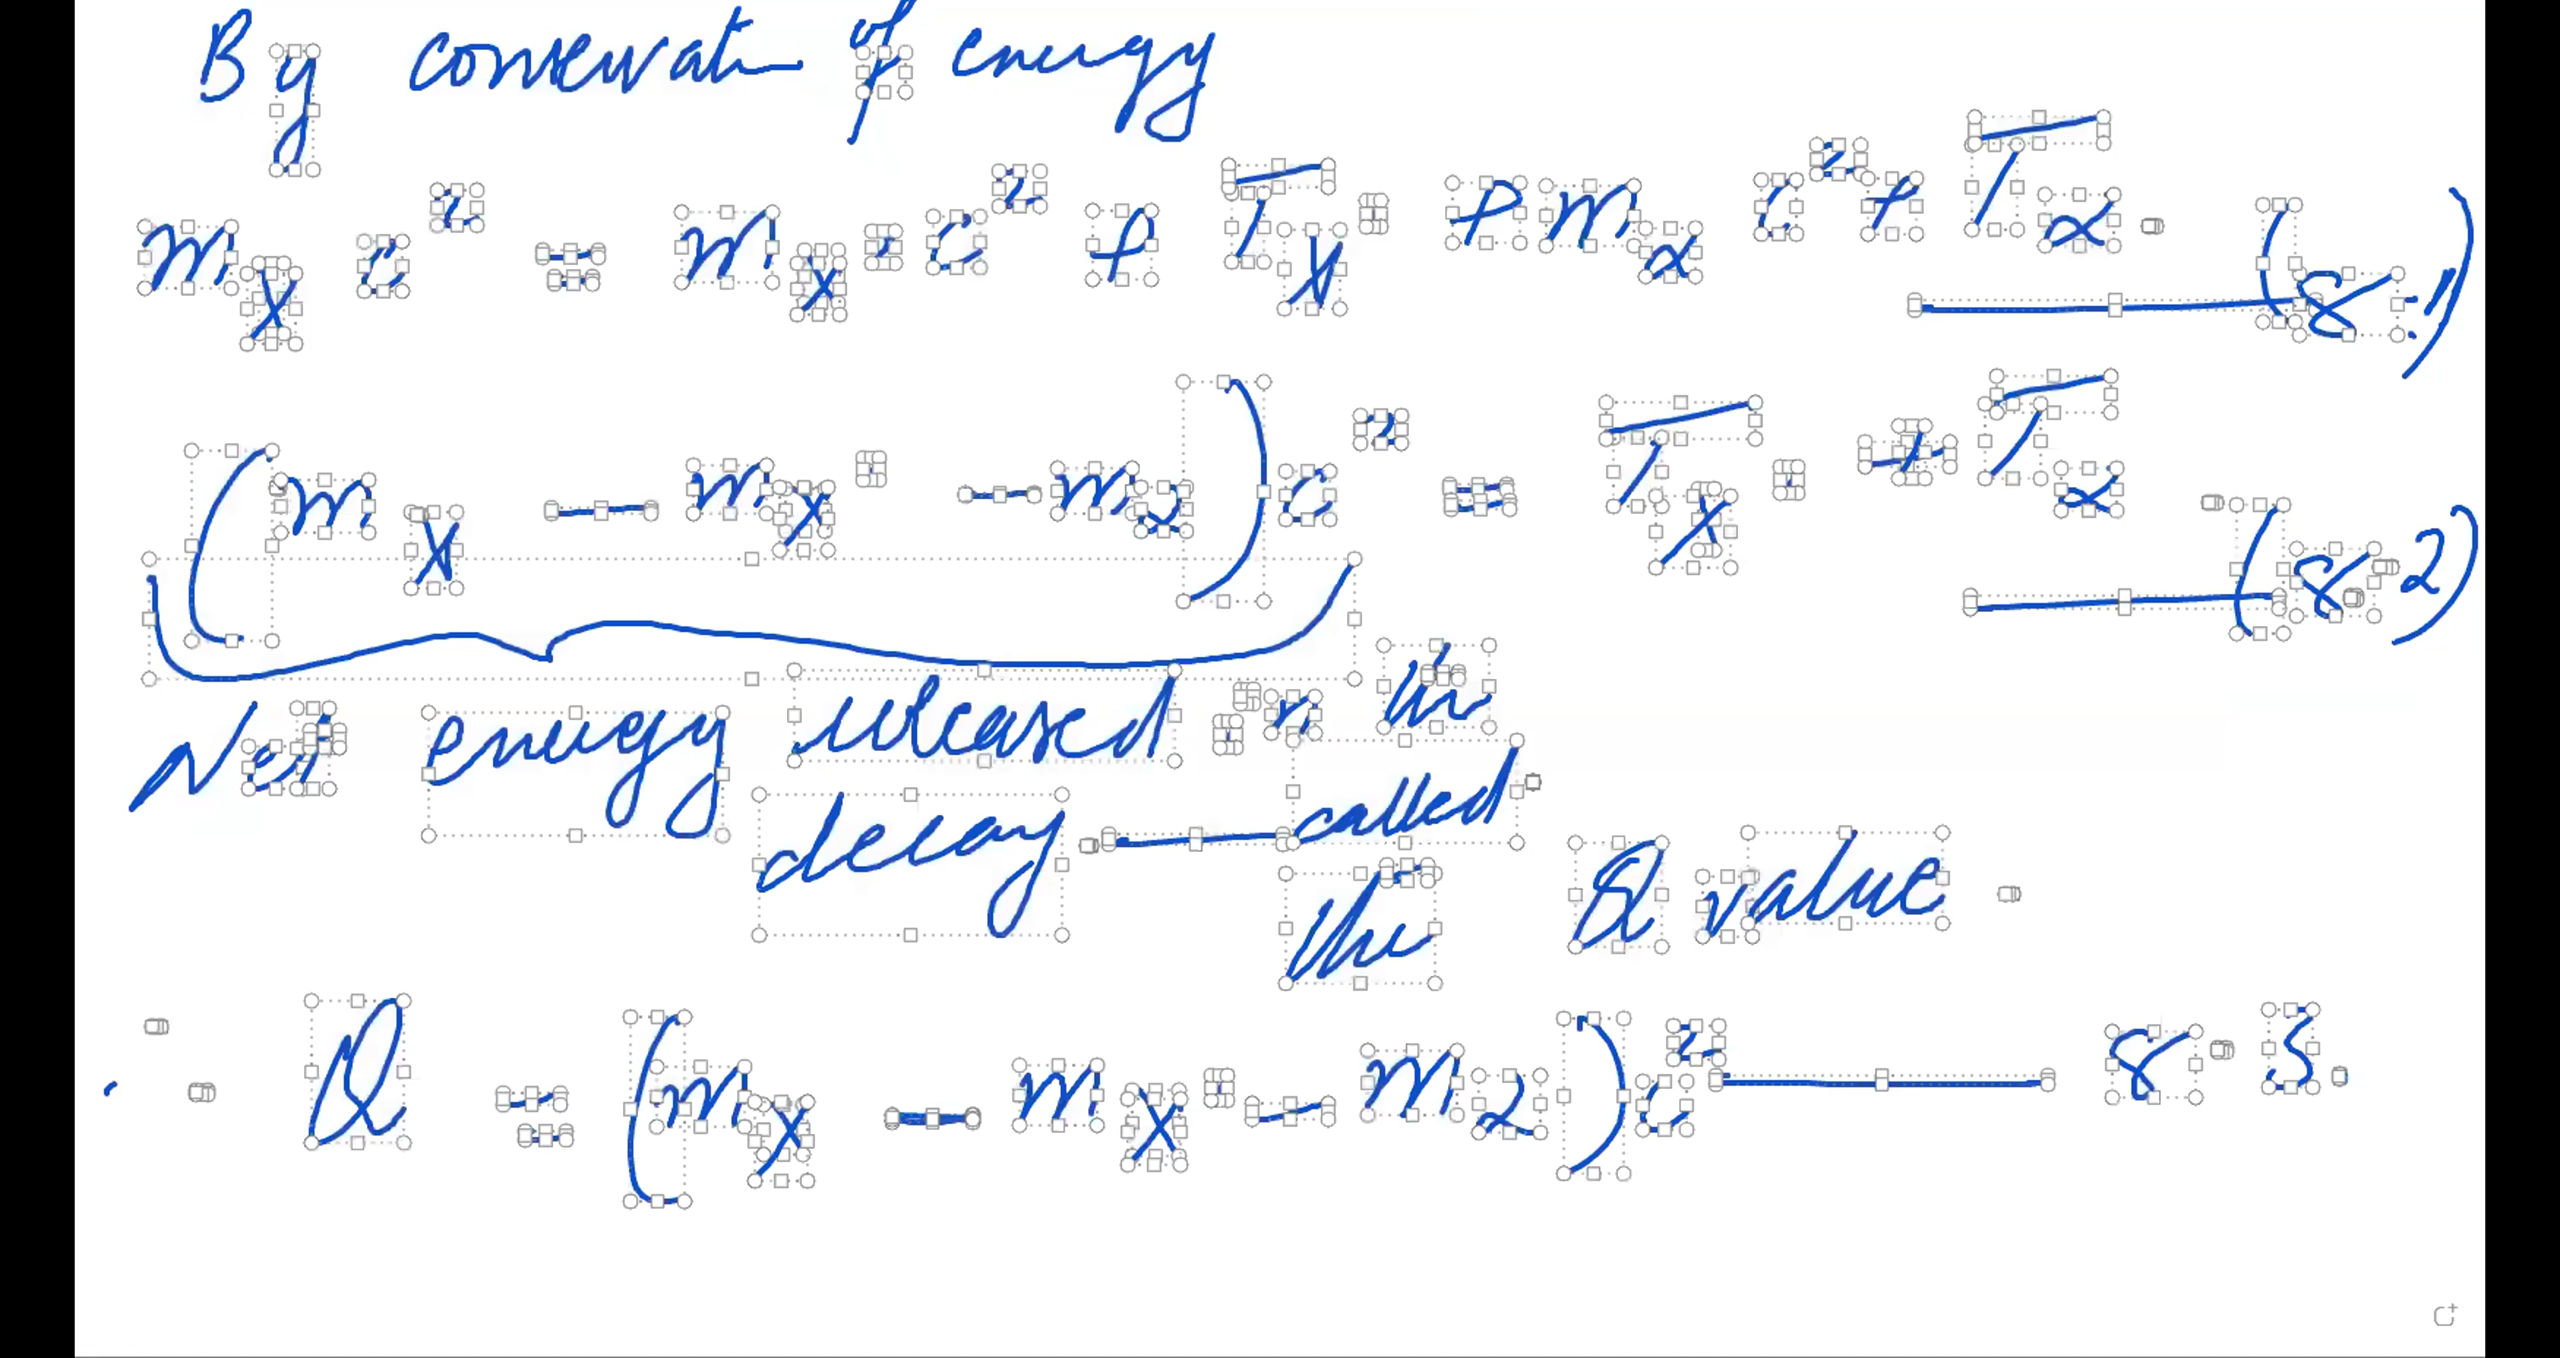 By conservation of energy
m_X c² = m_X' c² + T_X' + m_α c² + T_α (8.1)
(m_X - m_X' - m_α) c² = T_X' + T_α (8.2)
Net energy released in the
decay — called
the Q value
∴ Q = (m_X - m_X' - m_α) c² — 8.3